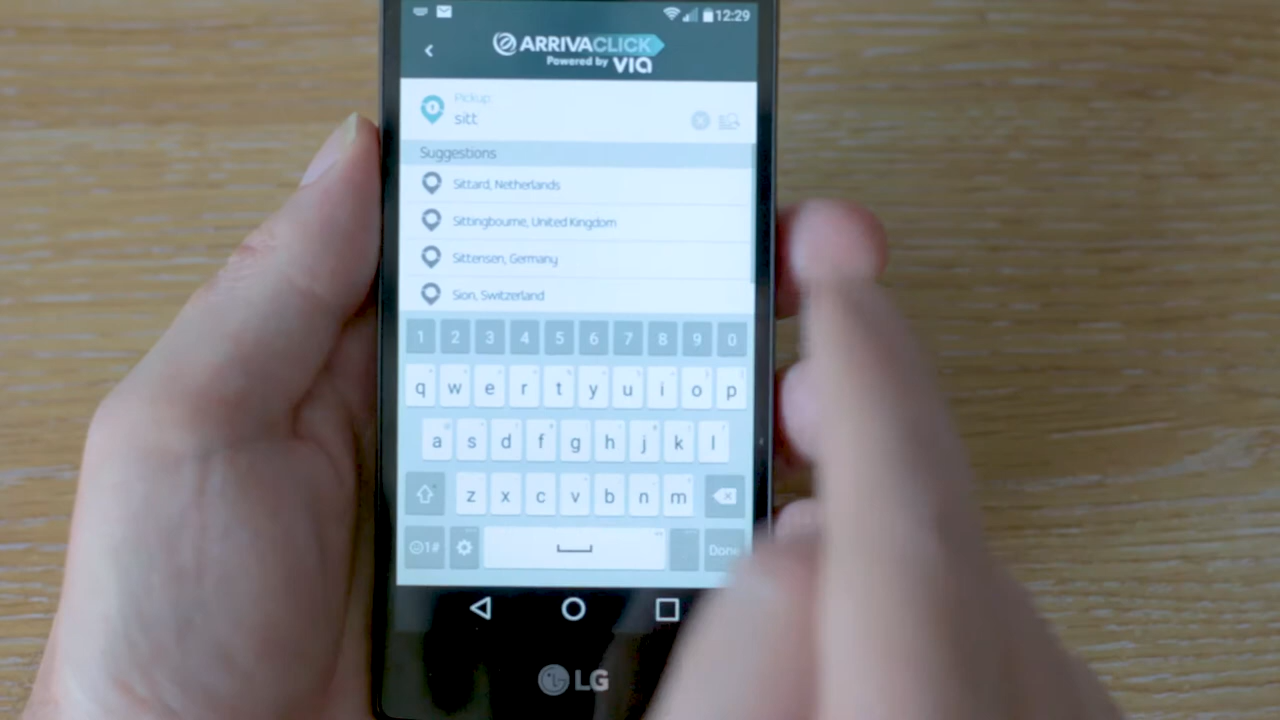 12:29
ARRIVACLICK
Powered by VIA
Pickup:
sitt
Suggestions
Sittard, Netherlands
Sittingbourne, United Kingdom
Sittensen, Germany
Sion, Switzerland
1 2 3 4 5 6 7 8 9 0
q w e r t y u i o p
a s d f g h j k l
z x c v b n m
1# Done
LG